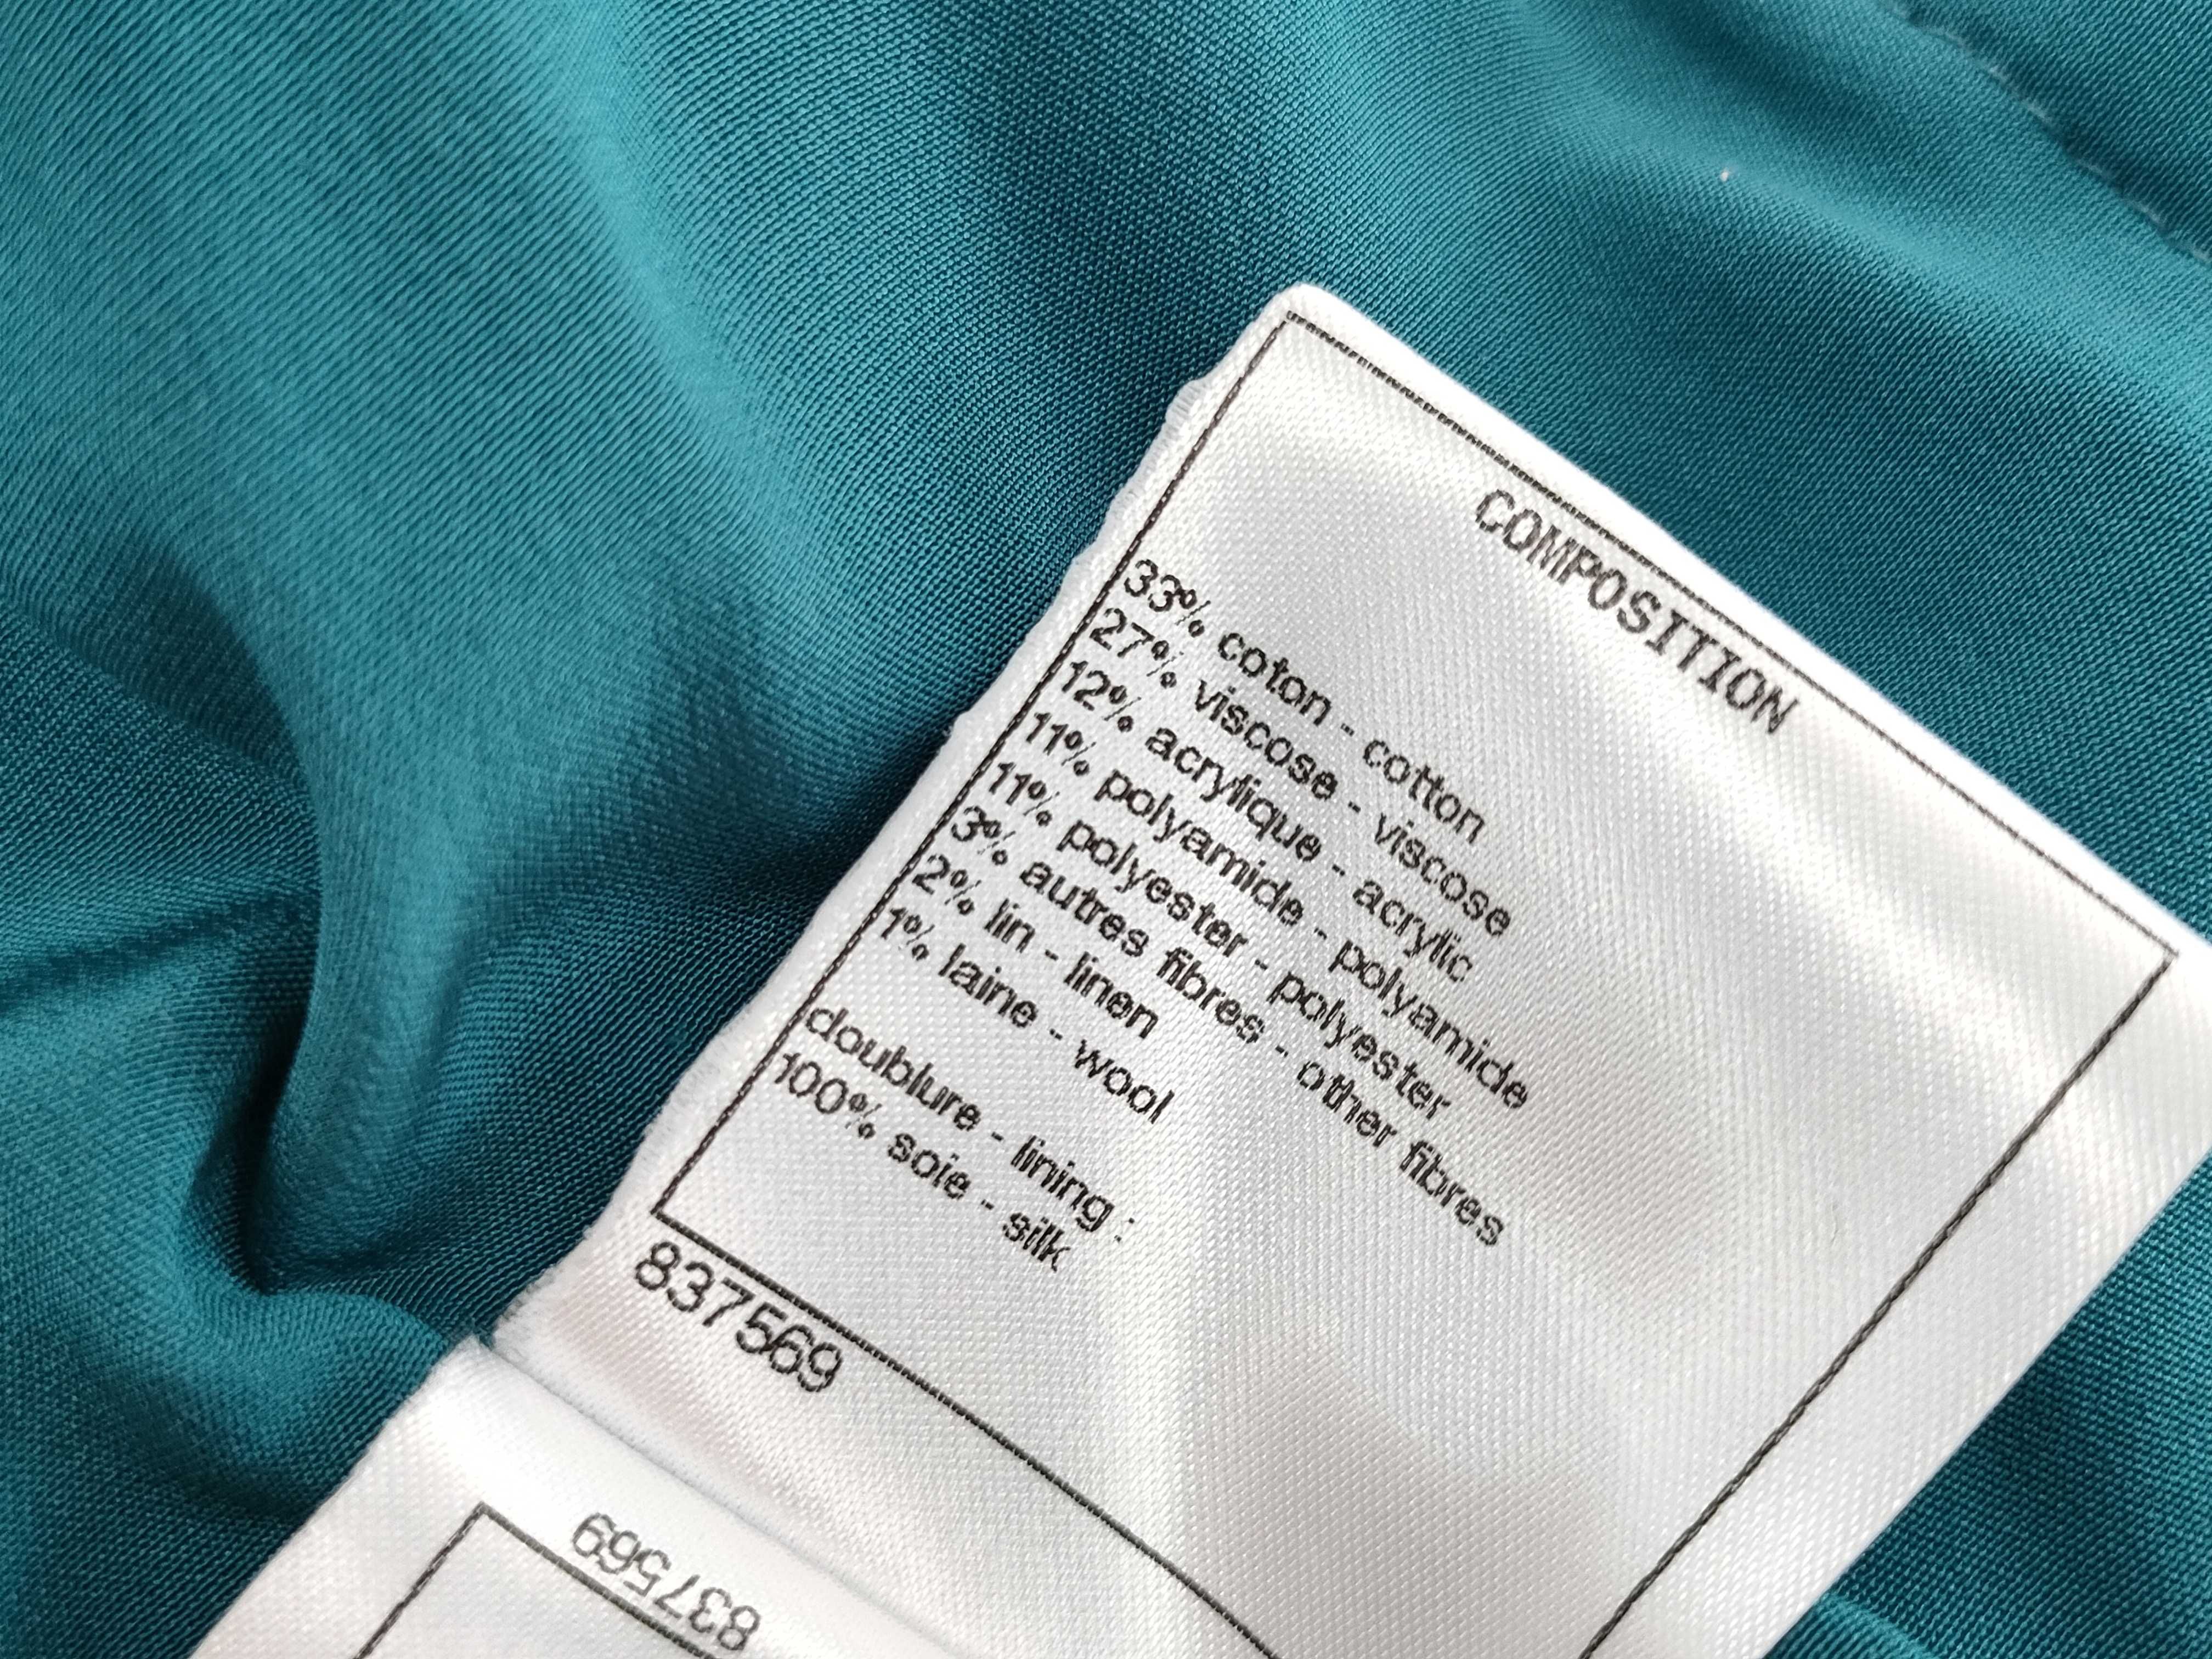 COMPOSITION
33% coton - cotton
27% viscose - viscose
12% acrylique - acrylic
11% polyamide - polyamide
11% polyester - polyester
3% autres fibres - other fibres
2% lin - linen
1% laine - wool
doublure - lining :
100% soie - silk
837569
837569